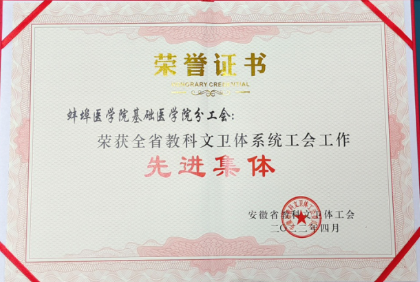 荣誉证书
HONORARY CREDENTIAL
蚌埠医学院基础医学院分工会：
荣获全省教科文卫体系统工会工作
先进集体
安徽省教科文卫体工会
二〇二二年四月